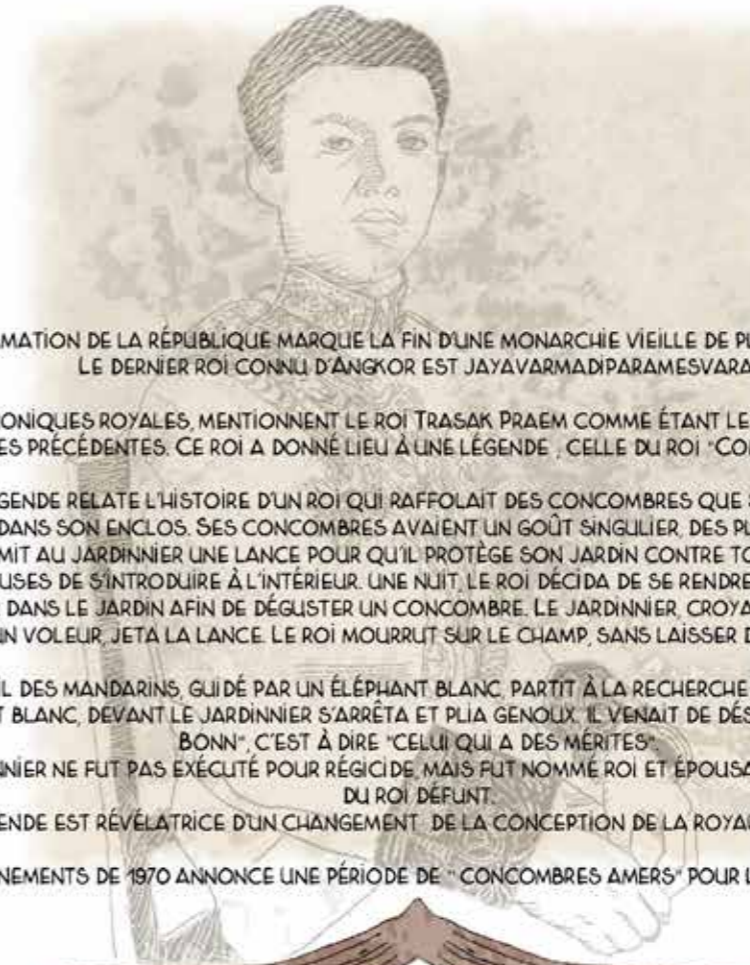 MATION DE LA RÉPUBLIQUE MARQUE LA FIN D'UNE MONARCHIE VIEILLE DE PL
LE DERNIER ROI CONNU D'ANGKOR EST JAYAVARMADIPARAMESVARA
ONIQUES ROYALES, MENTIONNENT LE ROI TRASAK PRAEM COMME ÉTANT LE
ES PRÉCÉDENTES. CE ROI A DONNÉ LIEU À UNE LÉGENDE , CELLE DU ROI "CO
GENDE RELATE L'HISTOIRE D'UN ROI QUI RAFFOLAIT DES CONCOMBRES QUE
DANS SON ENCLOS. SES CONCOMBRES AVAIENT UN GOÛT SINGULIER, DES PL
MIT AU JARDINNIER UNE LANCE POUR QU'IL PROTÈGE SON JARDIN CONTRE TO
USES DE S'INTRODUIRE À L'INTÉRIEUR. UNE NUIT, LE ROI DÉCIDA DE SE RENDRE
DANS LE JARDIN AFIN DE DÉGUSTER UN CONCOMBRE. LE JARDINNIER, CROYA
N VOLEUR, JETA LA LANCE. LE ROI MOURRUT SUR LE CHAMP, SANS LAISSER D
L DES MANDARINS, GUIDÉ PAR UN ÉLÉPHANT BLANC, PARTIT À LA RECHERCHE
T BLANC, DEVANT LE JARDINNIER S'ARRÊTA ET PLIA GENOUX. IL VENAIT DE DÉS
BONN", C'EST À DIRE "CELUI QUI A DES MÉRITES".
NIER NE FUT PAS EXÉCUTÉ POUR RÉGICIDE, MAIS FUT NOMMÉ ROI ET ÉPOUSA
DU ROI DÉFUNT.
ENDE EST RÉVÉLATRICE D'UN CHANGEMENT DE LA CONCEPTION DE LA ROYAU
NEMENTS DE 1970 ANNONCE UNE PÉRIODE DE " CONCOMBRES AMERS" POUR L